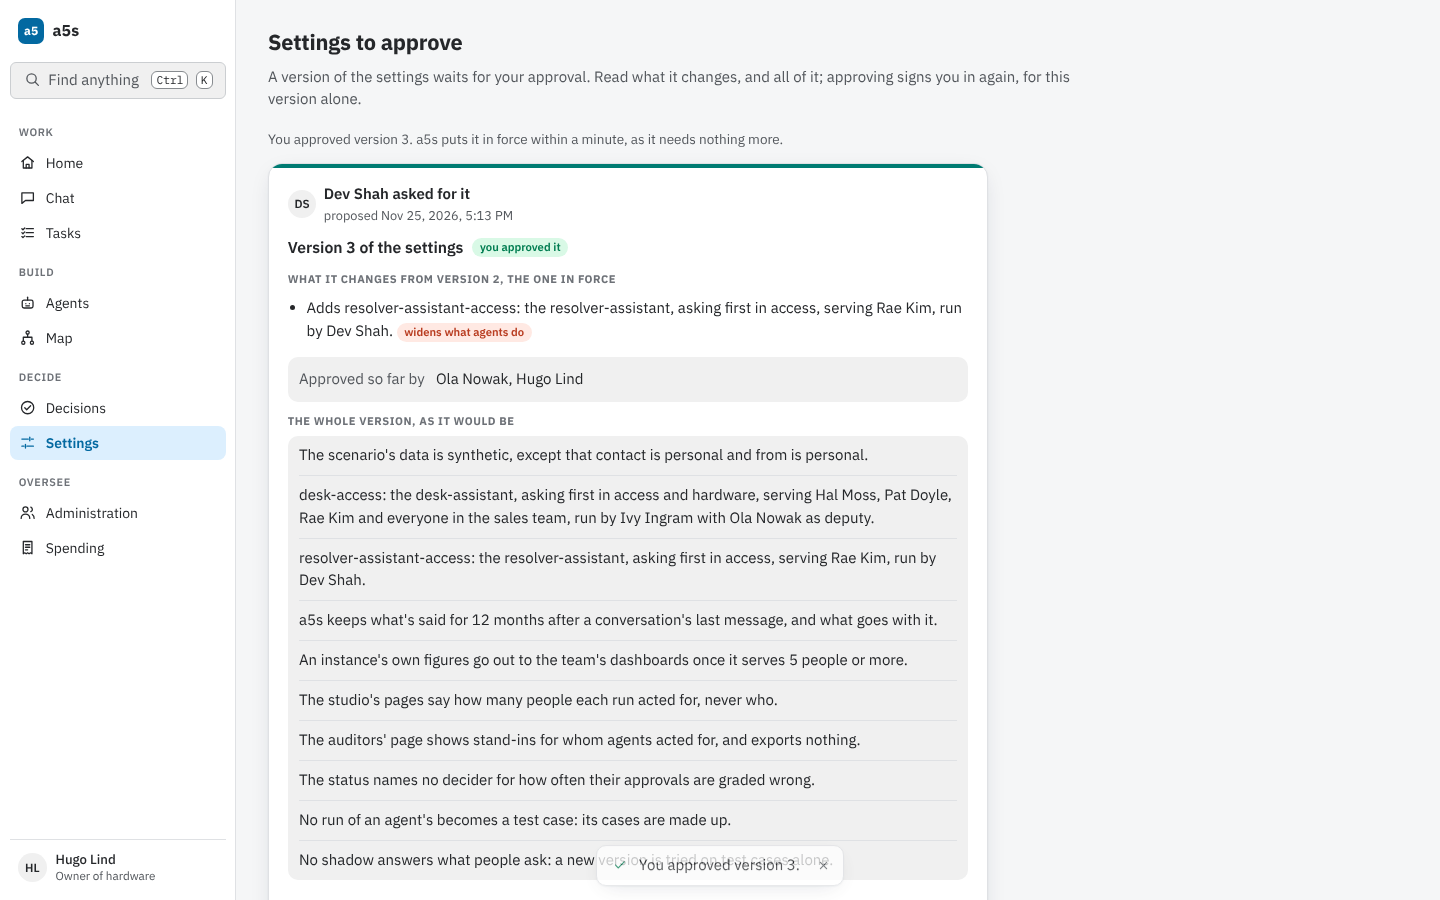 a5 a5s
Find anything Ctrl K
WORK
Home
Chat
Tasks
BUILD
Agents
Map
DECIDE
Decisions
Settings
OVERSEE
Administration
Spending
HL Hugo Lind
Owner of hardware
Settings to approve
A version of the settings waits for your approval. Read what it changes, and all of it; approving signs you in again, for this
version alone.
You approved version 3. a5s puts it in force within a minute, as it needs nothing more.
DS Dev Shah asked for it
proposed Nov 25, 2026, 5:13 PM
Version 3 of the settings you approved it
WHAT IT CHANGES FROM VERSION 2, THE ONE IN FORCE
• Adds resolver-assistant-access: the resolver-assistant, asking first in access, serving Rae Kim, run
by Dev Shah. widens what agents do
Approved so far by Ola Nowak, Hugo Lind
THE WHOLE VERSION, AS IT WOULD BE
The scenario's data is synthetic, except that contact is personal and from is personal.
desk-access: the desk-assistant, asking first in access and hardware, serving Hal Moss, Pat Doyle,
Rae Kim and everyone in the sales team, run by Ivy Ingram with Ola Nowak as deputy.
resolver-assistant-access: the resolver-assistant, asking first in access, serving Rae Kim, run by
Dev Shah.
a5s keeps what's said for 12 months after a conversation's last message, and what goes with it.
An instance's own figures go out to the team's dashboards once it serves 5 people or more.
The studio's pages say how many people each run acted for, never who.
The auditors' page shows stand-ins for whom agents acted for, and exports nothing.
The status names no decider for how often their approvals are graded wrong.
No run of an agent's becomes a test case: its cases are made up.
No shadow answers what people ask: a new version is tried on test cases alone.
You approved version 3.